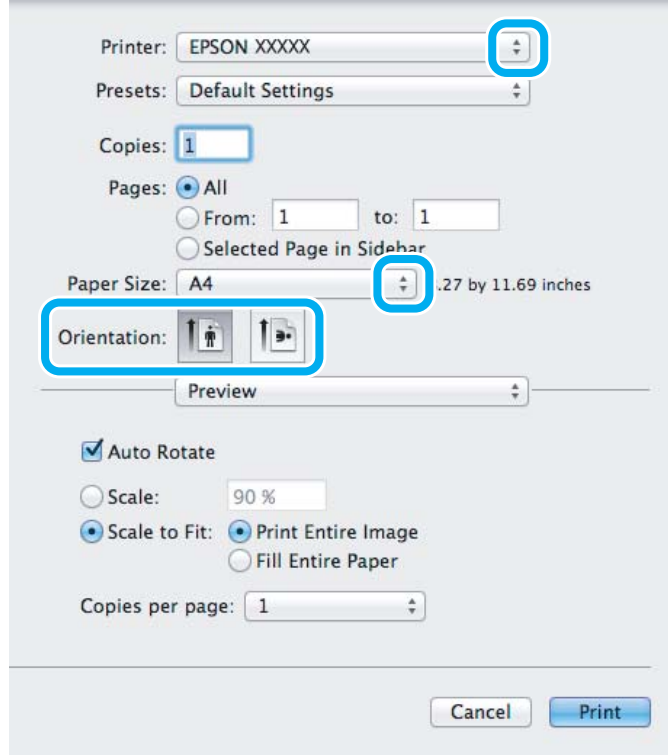 Printer: EPSON XXXXX
Presets: Default Settings
Copies: 1
Pages: All
From: 1 to: 1
Selected Page in Sidebar
Paper Size: A4 .27 by 11.69 inches
Orientation:
Preview
Auto Rotate
Scale: 90 %
Scale to Fit: Print Entire Image
Fill Entire Paper
Copies per page: 1
Cancel Print